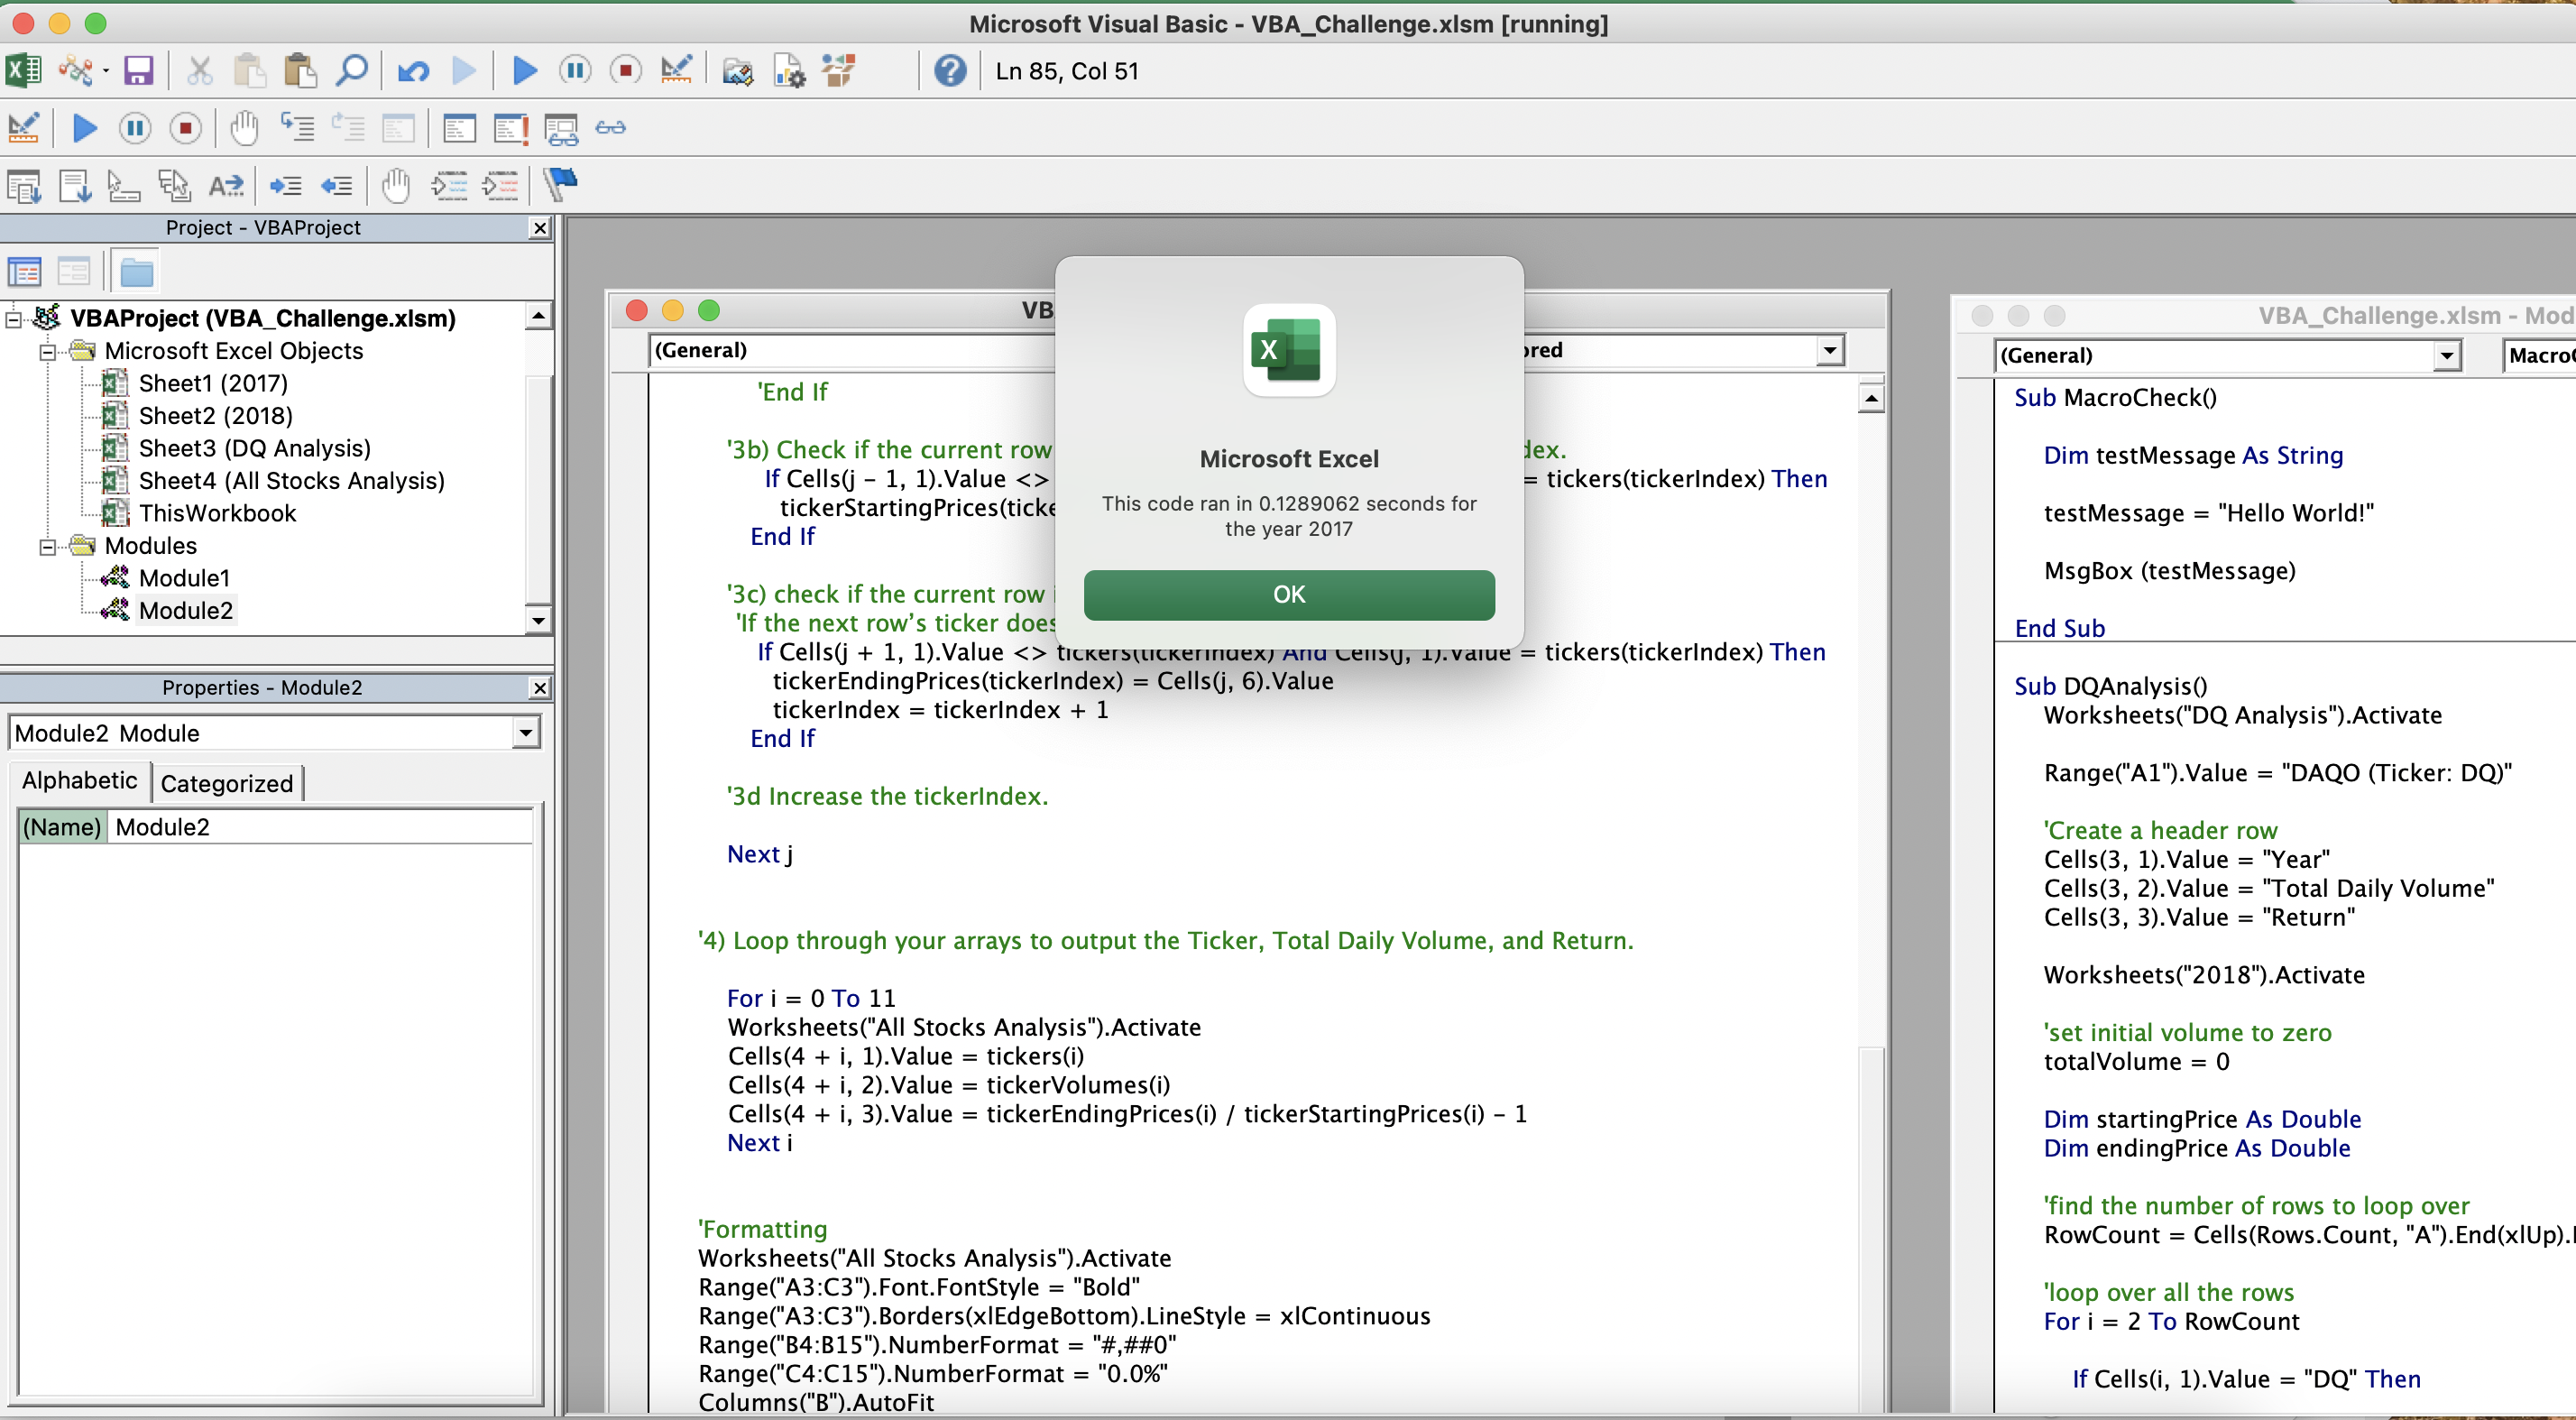 Microsoft Visual Basic - VBA_Challenge.xlsm [running]
Ln 85, Col 51
Project - VBAProject
VBAProject (VBA_Challenge.xlsm)
Microsoft Excel Objects
Sheet1 (2017)
Sheet2 (2018)
Sheet3 (DQ Analysis)
Sheet4 (All Stocks Analysis)
ThisWorkbook
Modules
Module1
Module2
Properties - Module2
Module2 Module
Alphabetic
Categorized
(Name) Module2
VB
(General)
ored
'End If
'3b) Check if the current row
dex.
If Cells(j - 1, 1).Value <>
= tickers(tickerIndex) Then
tickerStartingPrices(ticke
End If
'3c) check if the current row i
'If the next row's ticker does
If Cells(j + 1, 1).Value <> tickers(tickerIndex) And Cells(j, 1).Value = tickers(tickerIndex) Then
tickerEndingPrices(tickerIndex) = Cells(j, 6).Value
tickerIndex = tickerIndex + 1
End If
'3d Increase the tickerIndex.
Next j
'4) Loop through your arrays to output the Ticker, Total Daily Volume, and Return.
For i = 0 To 11
Worksheets("All Stocks Analysis").Activate
Cells(4 + i, 1).Value = tickers(i)
Cells(4 + i, 2).Value = tickerVolumes(i)
Cells(4 + i, 3).Value = tickerEndingPrices(i) / tickerStartingPrices(i) - 1
Next i
'Formatting
Worksheets("All Stocks Analysis").Activate
Range("A3:C3").Font.FontStyle = "Bold"
Range("A3:C3").Borders(xlEdgeBottom).LineStyle = xlContinuous
Range("B4:B15").NumberFormat = "#,##0"
Range("C4:C15").NumberFormat = "0.0%"
Columns("B").AutoFit
Microsoft Excel
This code ran in 0.1289062 seconds for
the year 2017
OK
VBA_Challenge.xlsm - Mod
(General)
Macro
Sub MacroCheck()
Dim testMessage As String
testMessage = "Hello World!"
MsgBox (testMessage)
End Sub
Sub DQAnalysis()
Worksheets("DQ Analysis").Activate
Range("A1").Value = "DAQO (Ticker: DQ)"
'Create a header row
Cells(3, 1).Value = "Year"
Cells(3, 2).Value = "Total Daily Volume"
Cells(3, 3).Value = "Return"
Worksheets("2018").Activate
'set initial volume to zero
totalVolume = 0
Dim startingPrice As Double
Dim endingPrice As Double
'find the number of rows to loop over
RowCount = Cells(Rows.Count, "A").End(xlUp).
'loop over all the rows
For i = 2 To RowCount
If Cells(i, 1).Value = "DQ" Then